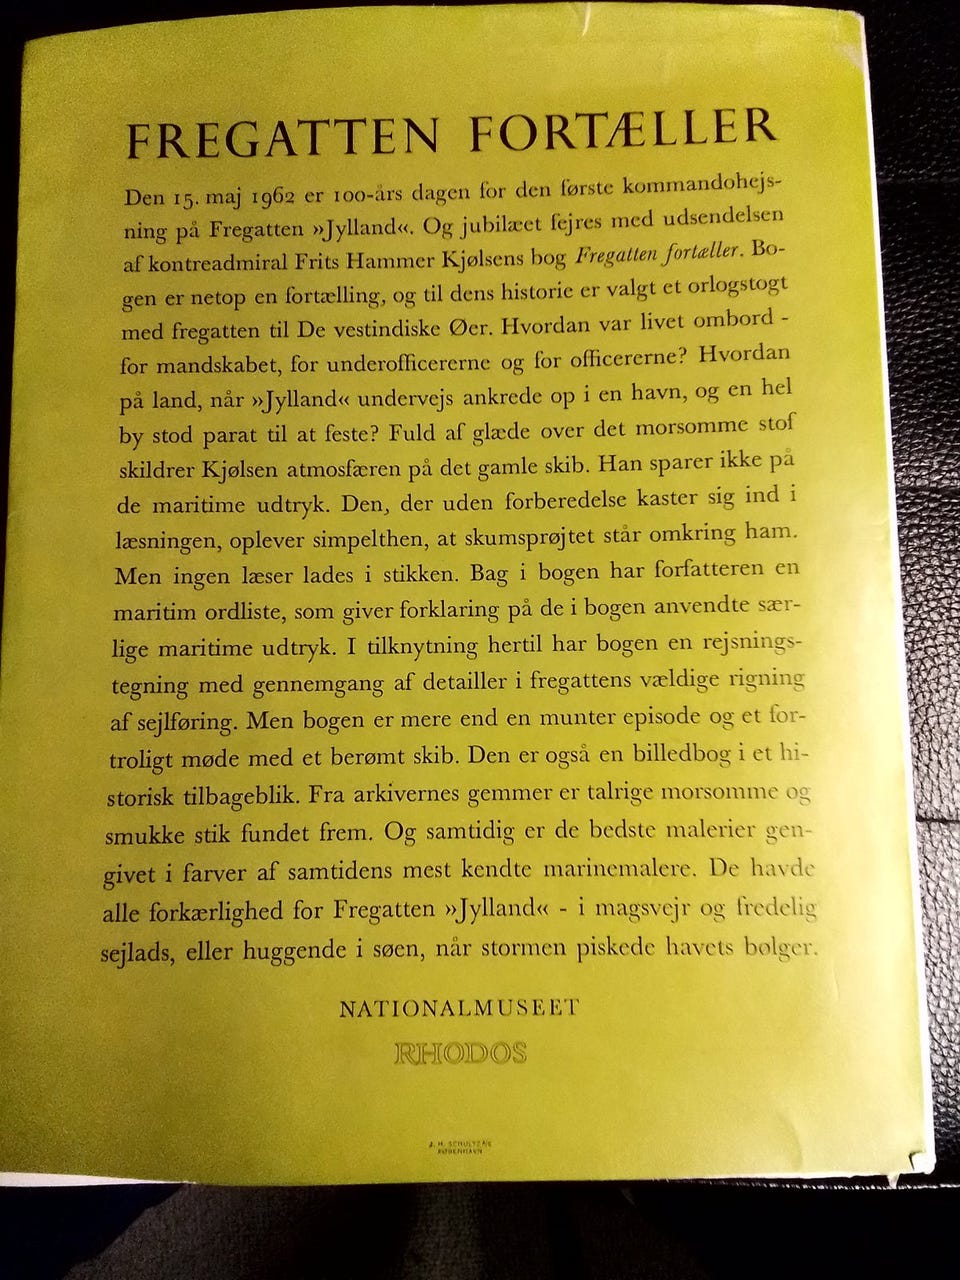 FREGATTEN FORTÆLLER
Den 15. maj 1962 er 100-års dagen for den første kommandohejs-
ning på Fregatten »Jylland«. Og jubilæet fejres med udsendelsen
af kontreadmiral Frits Hammer Kjølsens bog Fregatten fortæller. Bo-
gen er netop en fortælling, og til dens historie er valgt et orlogstogt
med fregatten til De vestindiske Øer. Hvordan var livet ombord -
for mandskabet, for underofficererne og for officererne? Hvordan
på land, når »Jylland« undervejs ankrede op i en havn, og en hel
by stod parat til at feste? Fuld af glæde over det morsomme stof
skildrer Kjølsen atmosfæren på det gamle skib. Han sparer ikke på
de maritime udtryk. Den, der uden forberedelse kaster sig ind i
læsningen, oplever simpelthen, at skumsprøjtet står omkring ham.
Men ingen læser lades i stikken. Bag i bogen har forfatteren en
maritim ordliste, som giver forklaring på de i bogen anvendte sær-
lige maritime udtryk. I tilknytning hertil har bogen en rejsnings-
tegning med gennemgang af detailler i fregattens vældige rigning
af sejlføring. Men bogen er mere end en munter episode og et for-
troligt møde med et berømt skib. Den er også en billedbog i et hi-
storisk tilbageblik. Fra arkivernes gemmer er talrige morsomme og
smukke stik fundet frem. Og samtidig er de bedste malerier gen-
givet i farver af samtidens mest kendte marinemalere. De havde
alle forkærlighed for Fregatten »Jylland« - i magsvejr og fredelig
sejlads, eller huggende i søen, når stormen piskede havets bølger.
NATIONALMUSEET
RHODOS
J. H. SCHULTZ A/S
KØBENHAVN